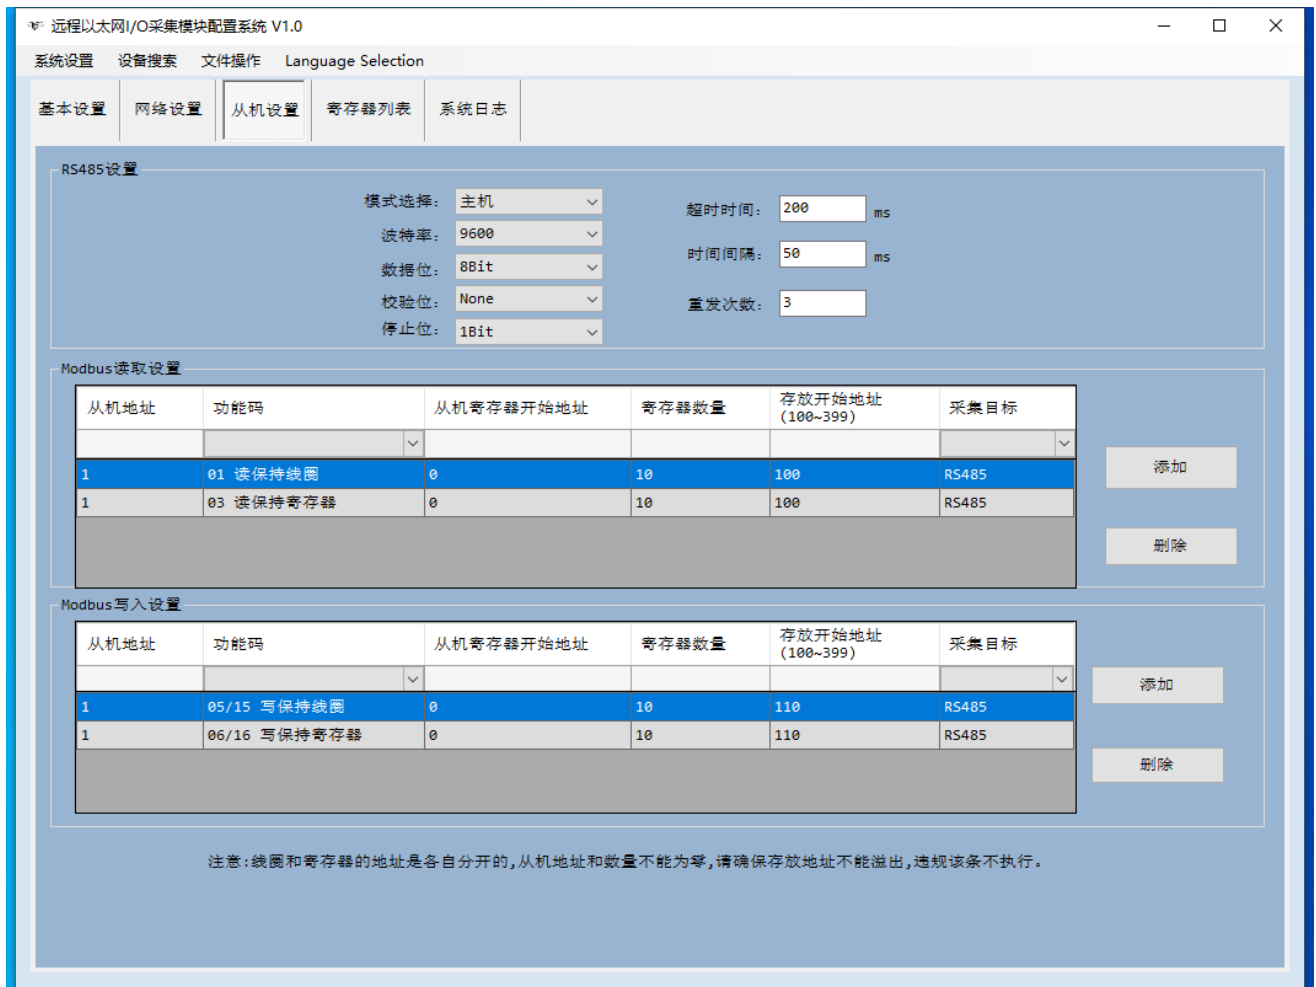 远程以太网I/O采集模块配置系统 V1.0
系统设置 设备搜索 文件操作 Language Selection
基本设置 网络设置 从机设置 寄存器列表 系统日志
RS485设置
模式选择: 主机
波特率: 9600
数据位: 8Bit
校验位: None
停止位: 1Bit
超时时间: 200 ms
时间间隔: 50 ms
重发次数: 3
Modbus读取设置
从机地址 功能码 从机寄存器开始地址 寄存器数量 存放开始地址 采集目标
(100~399)
1 01 读保持线圈 0 10 100 RS485
1 03 读保持寄存器 0 10 100 RS485
添加
删除
Modbus写入设置
从机地址 功能码 从机寄存器开始地址 寄存器数量 存放开始地址 采集目标
(100~399)
1 05/15 写保持线圈 0 10 110 RS485
1 06/16 写保持寄存器 0 10 110 RS485
添加
删除
注意:线圈和寄存器的地址是各自分开的,从机地址和数量不能为零,请确保存放地址不能溢出,违规该条不执行。